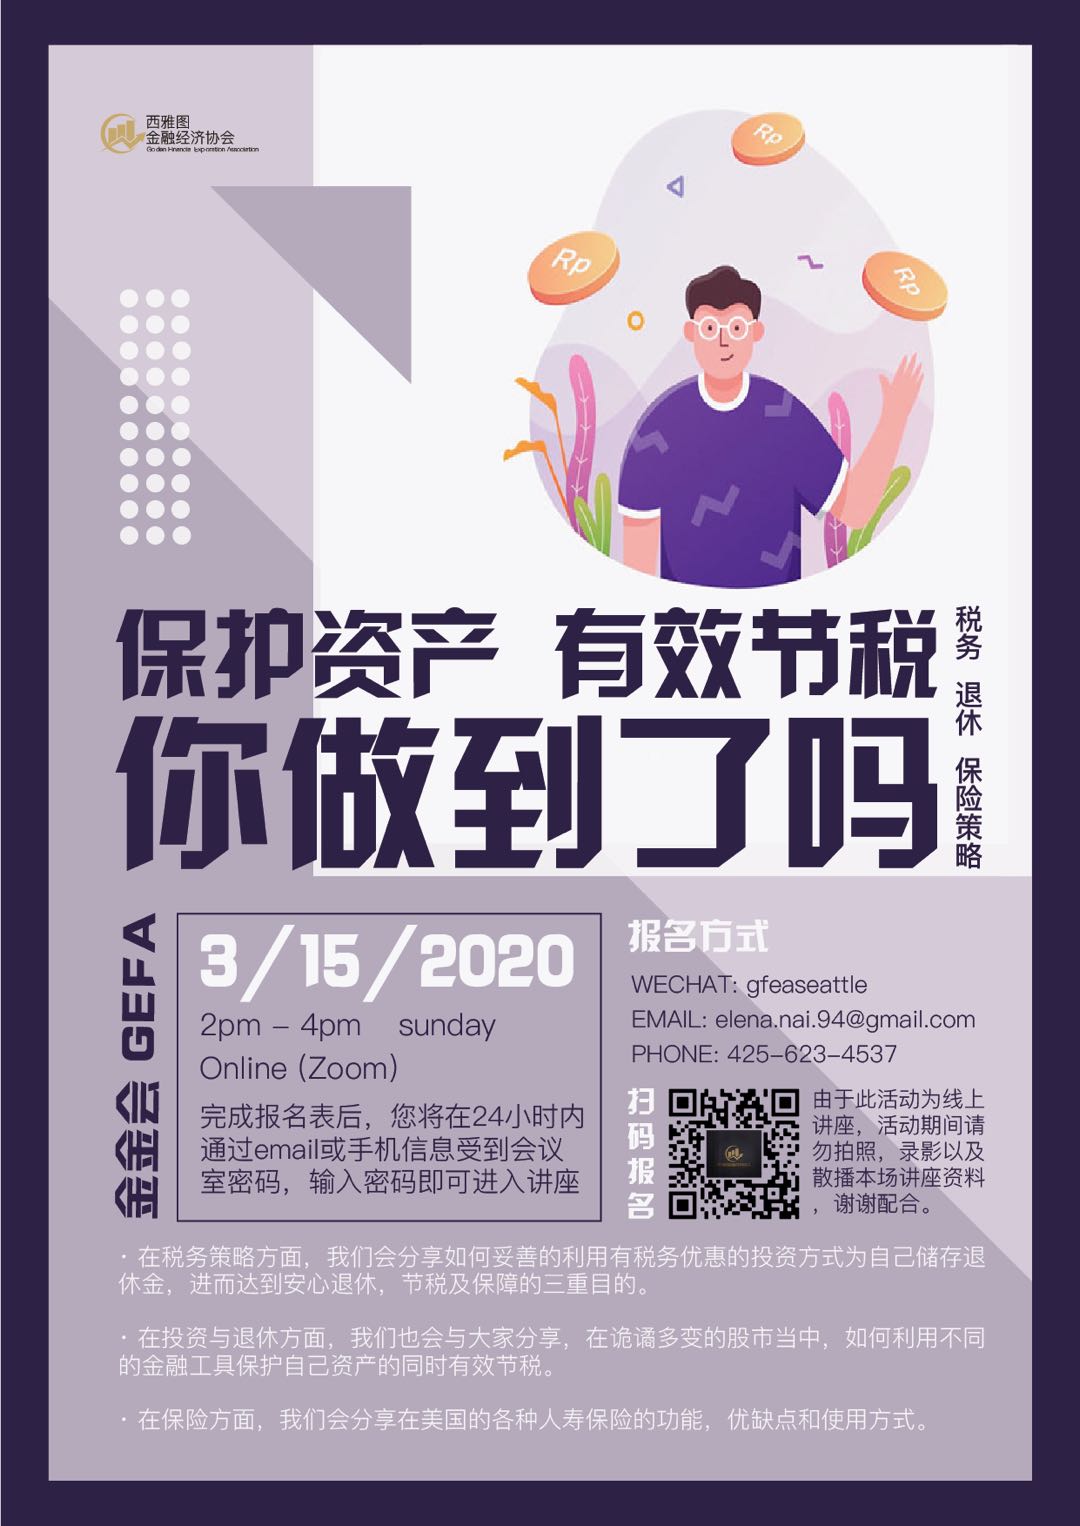 西雅图
金融经济协会
Golden Financial Exploration Association
Rp
Rp
Rp
保护资产 有效节税
你做到了吗
税务 退休 保险策略
金金会 GEFA
3/15/2020
2pm - 4pm sunday
Online (Zoom)
完成报名表后，您将在24小时内
通过email或手机信息受到会议
室密码，输入密码即可进入讲座
报名方式
WECHAT: gfeaseattle
EMAIL: elena.nai.94@gmail.com
PHONE: 425-623-4537
扫码报名
由于此活动为线上
讲座，活动期间请
勿拍照，录影以及
散播本场讲座资料
，谢谢配合。
· 在税务策略方面，我们会分享如何妥善的利用有税务优惠的投资方式为自己储存退
休金，进而达到安心退休，节税及保障的三重目的。
· 在投资与退休方面，我们也会与大家分享，在诡谲多变的股市当中，如何利用不同
的金融工具保护自己资产的同时有效节税。
· 在保险方面，我们会分享在美国的各种人寿保险的功能，优缺点和使用方式。